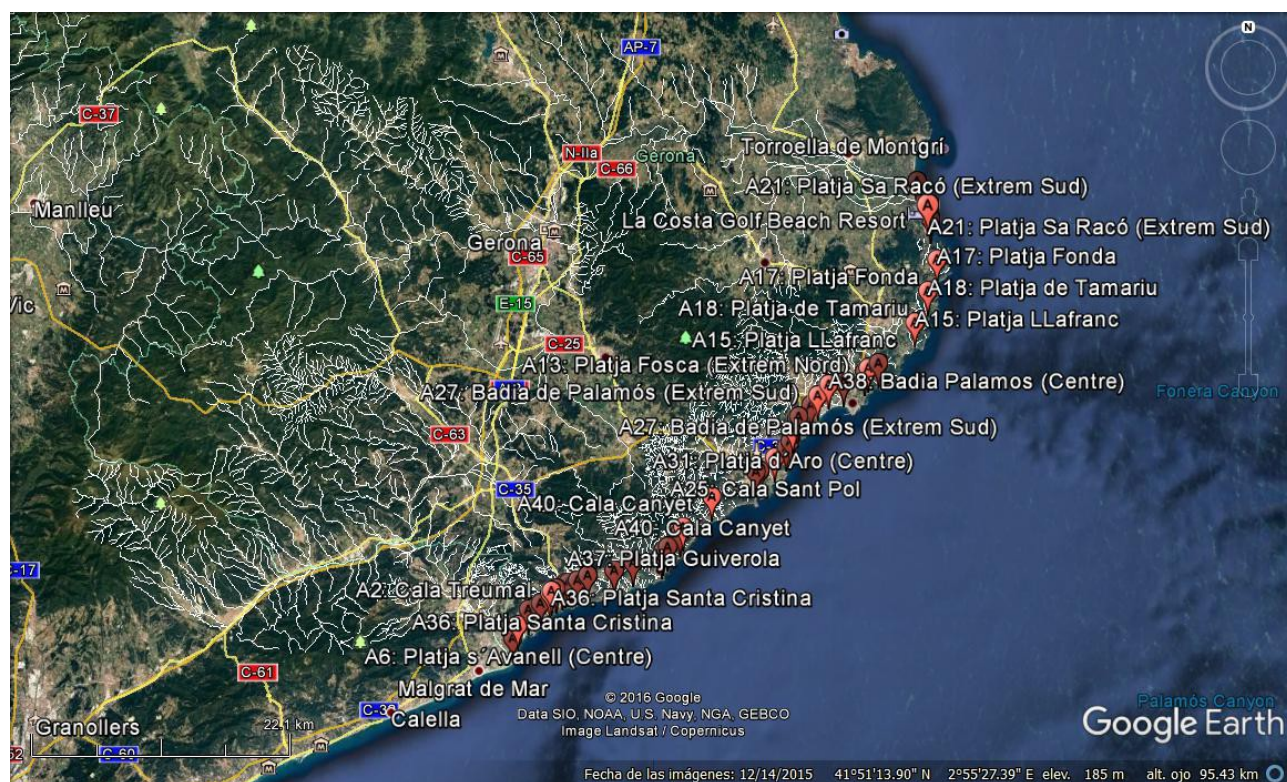 N
AP-7
C-37
N-IIa
Gerona
C-66
Torroella de Montgrí
A21: Platja Sa Racó (Extrem Sud)
Manlleu
La Costa Golf Beach Resort
A21: Platja Sa Racó (Extrem Sud)
Gerona
C-65
A17: Platja Fonda
A17: Platja Fonda
Vic
E-15
A18: Platja de Tamariu
A18: Platja de Tamariu
A15: Platja LLafranc
C-25
A15: Platja LLafranc
A13: Platja Fosca (Extrem Nord)
A38: Badia Palamos (Centre)
A27: Badia de Palamós (Extrem Sud)
Fonera Canyon
C-63
A27: Badia de Palamós (Extrem Sud)
A31: Platja d´Aro (Centre)
C-35
A25: Cala Sant Pol
A40: Cala Canyet
A40: Cala Canyet
A37: Platja Guiverola
C-17
A2: Cala Treumal
A36: Platja Santa Cristina
A36: Platja Santa Cristina
A6: Platja s´Avanell (Centre)
C-61
Malgrat de Mar
© 2016 Google
Palamós Canyon
Calella
Data SIO, NOAA, U.S. Navy, NGA, GEBCO
Google Earth
Granollers
22.1 km
Image Landsat / Copernicus
C-60
Fecha de las imágenes: 12/14/2015 41°51'13.90" N 2°55'27.39" E elev. 185 m alt. ojo 95.43 km